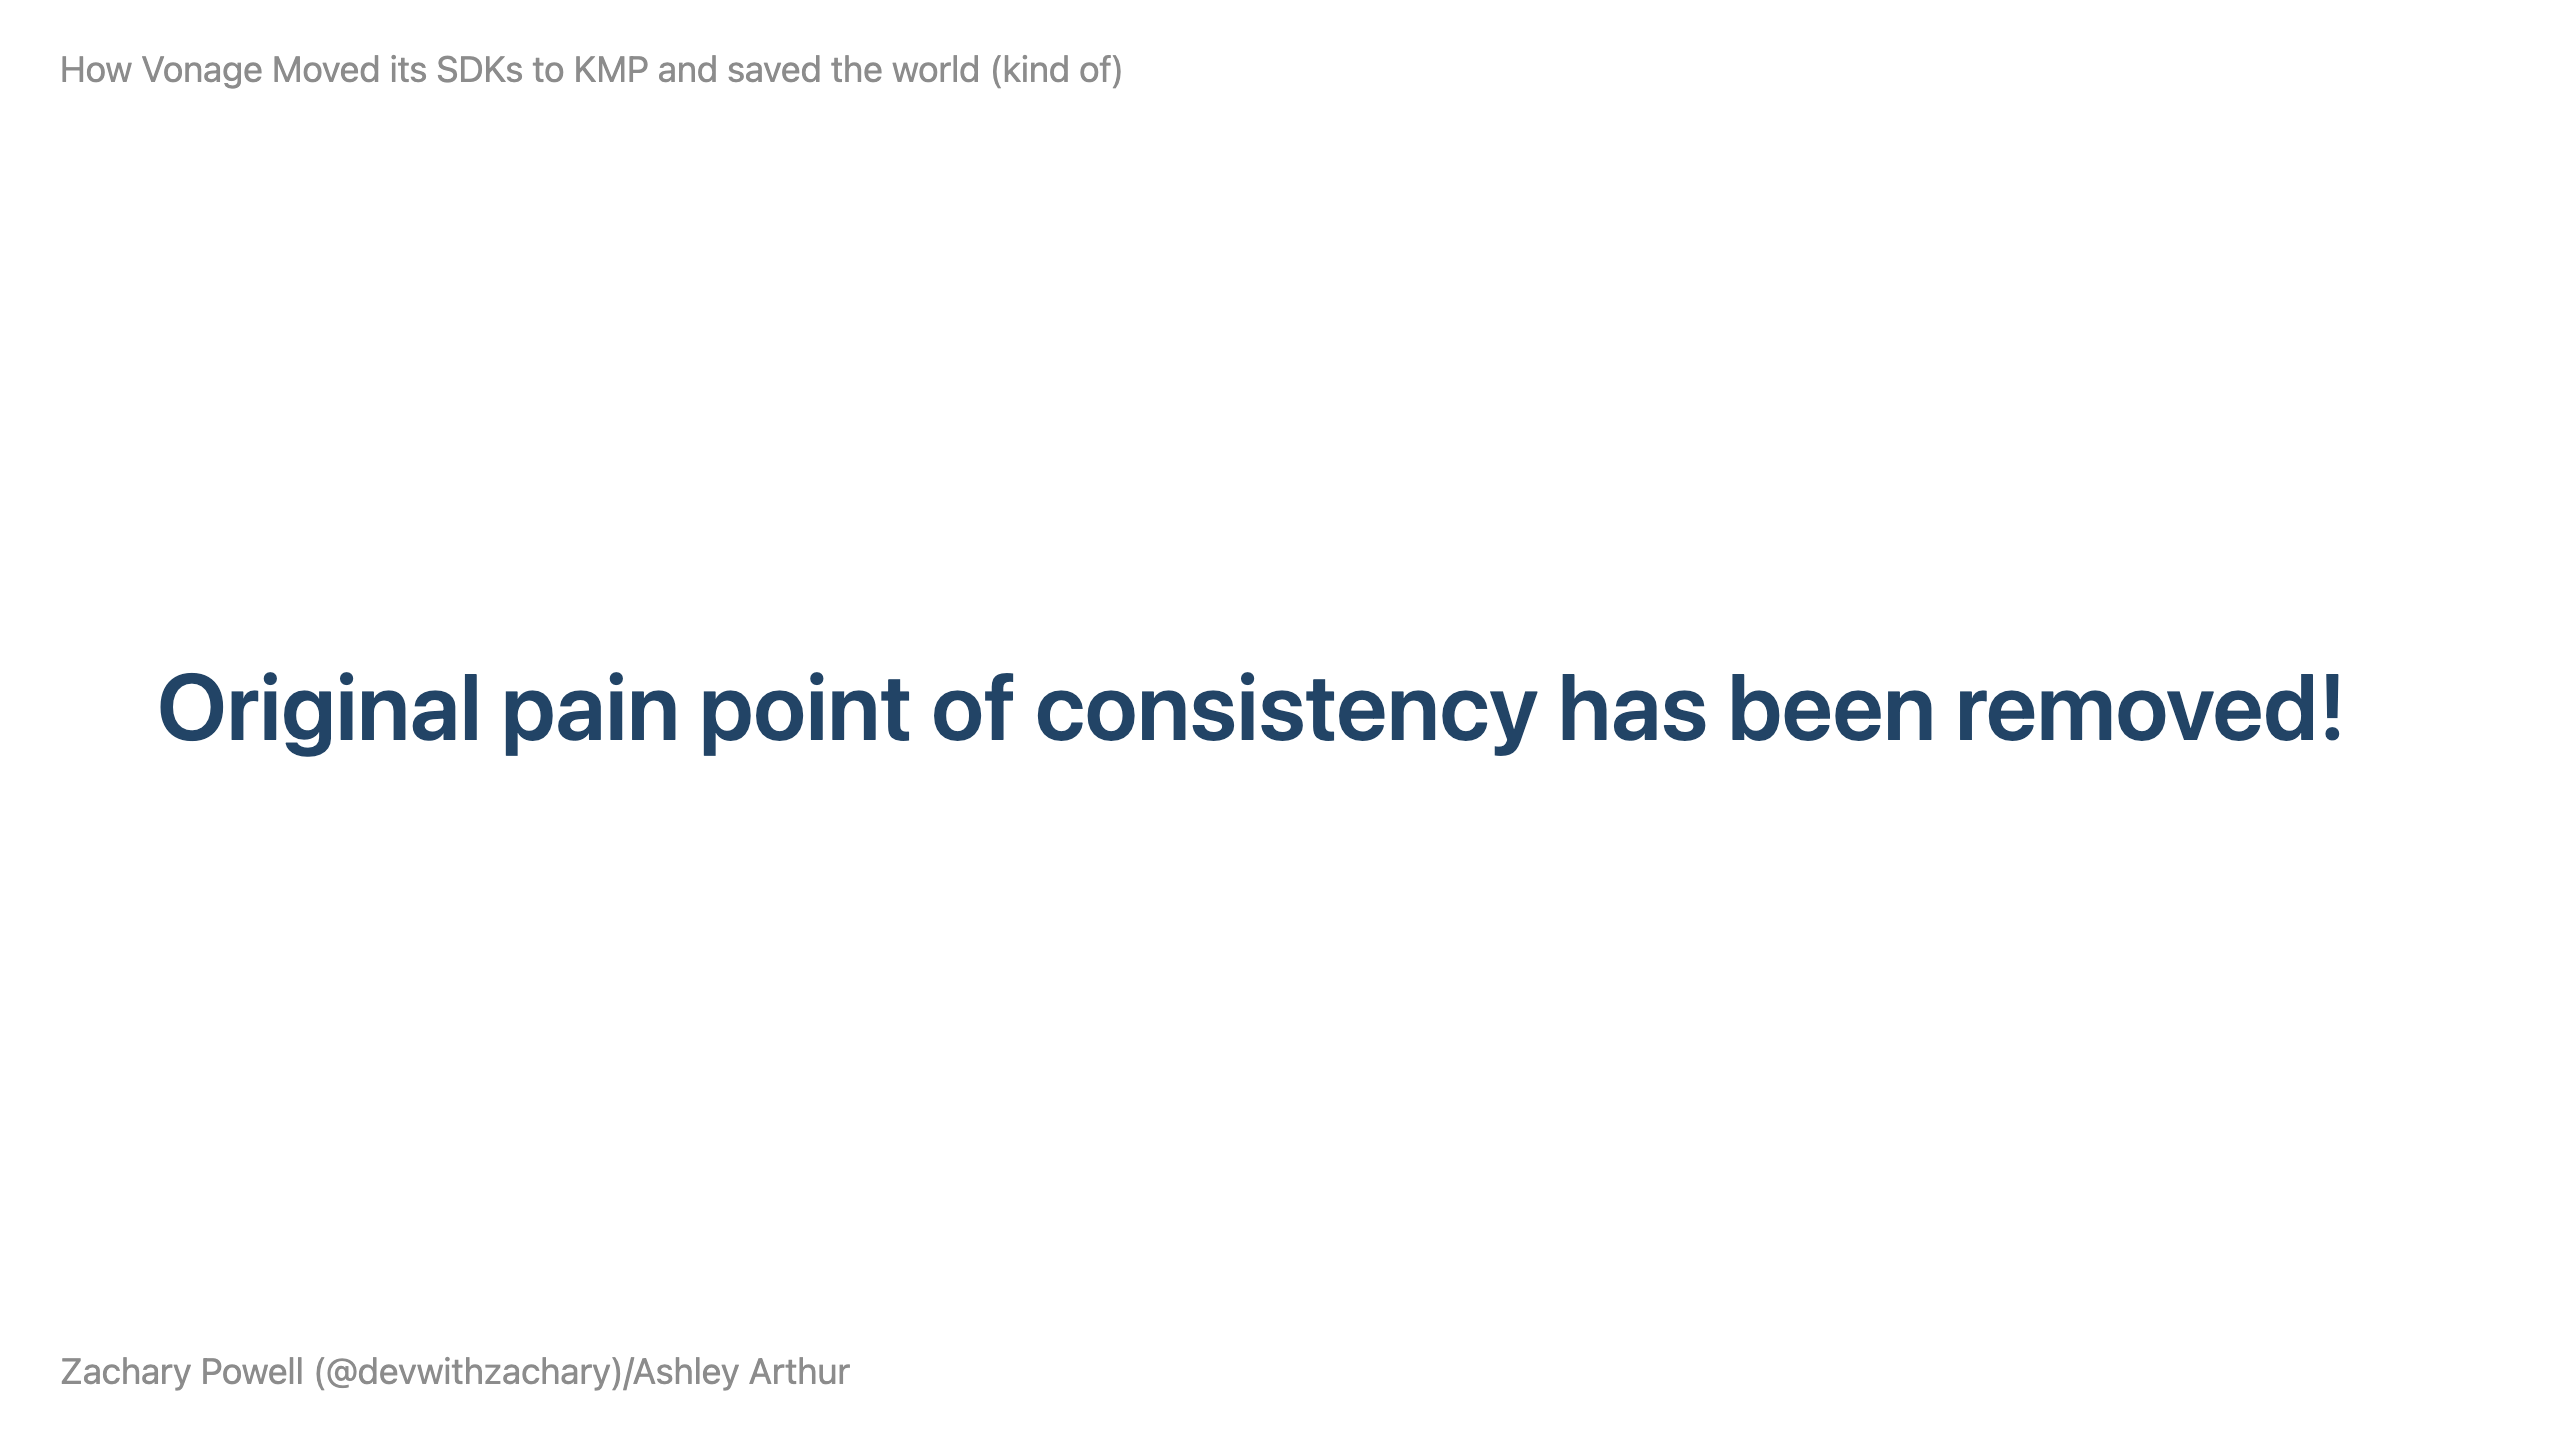 How Vonage Moved its SDKs to KMP and saved the world (kind of)
Original pain point of consistency has been removed!
Zachary Powell (@devwithzachary)/Ashley Arthur